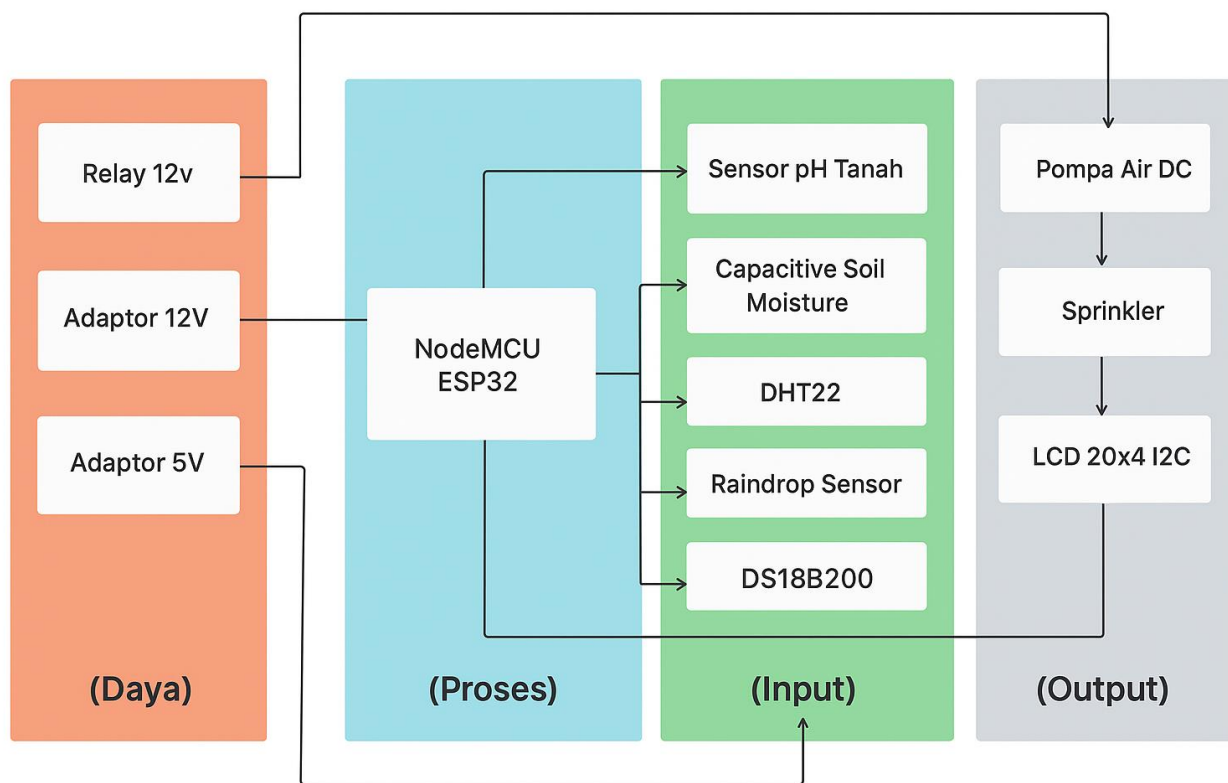 Relay 12v
Adaptor 12V
Adaptor 5V
(Daya)
NodeMCU
ESP32
(Proses)
Sensor pH Tanah
Capacitive Soil
Moisture
DHT22
Raindrop Sensor
DS18B200
(Input)
Pompa Air DC
Sprinkler
LCD 20x4 I2C
(Output)